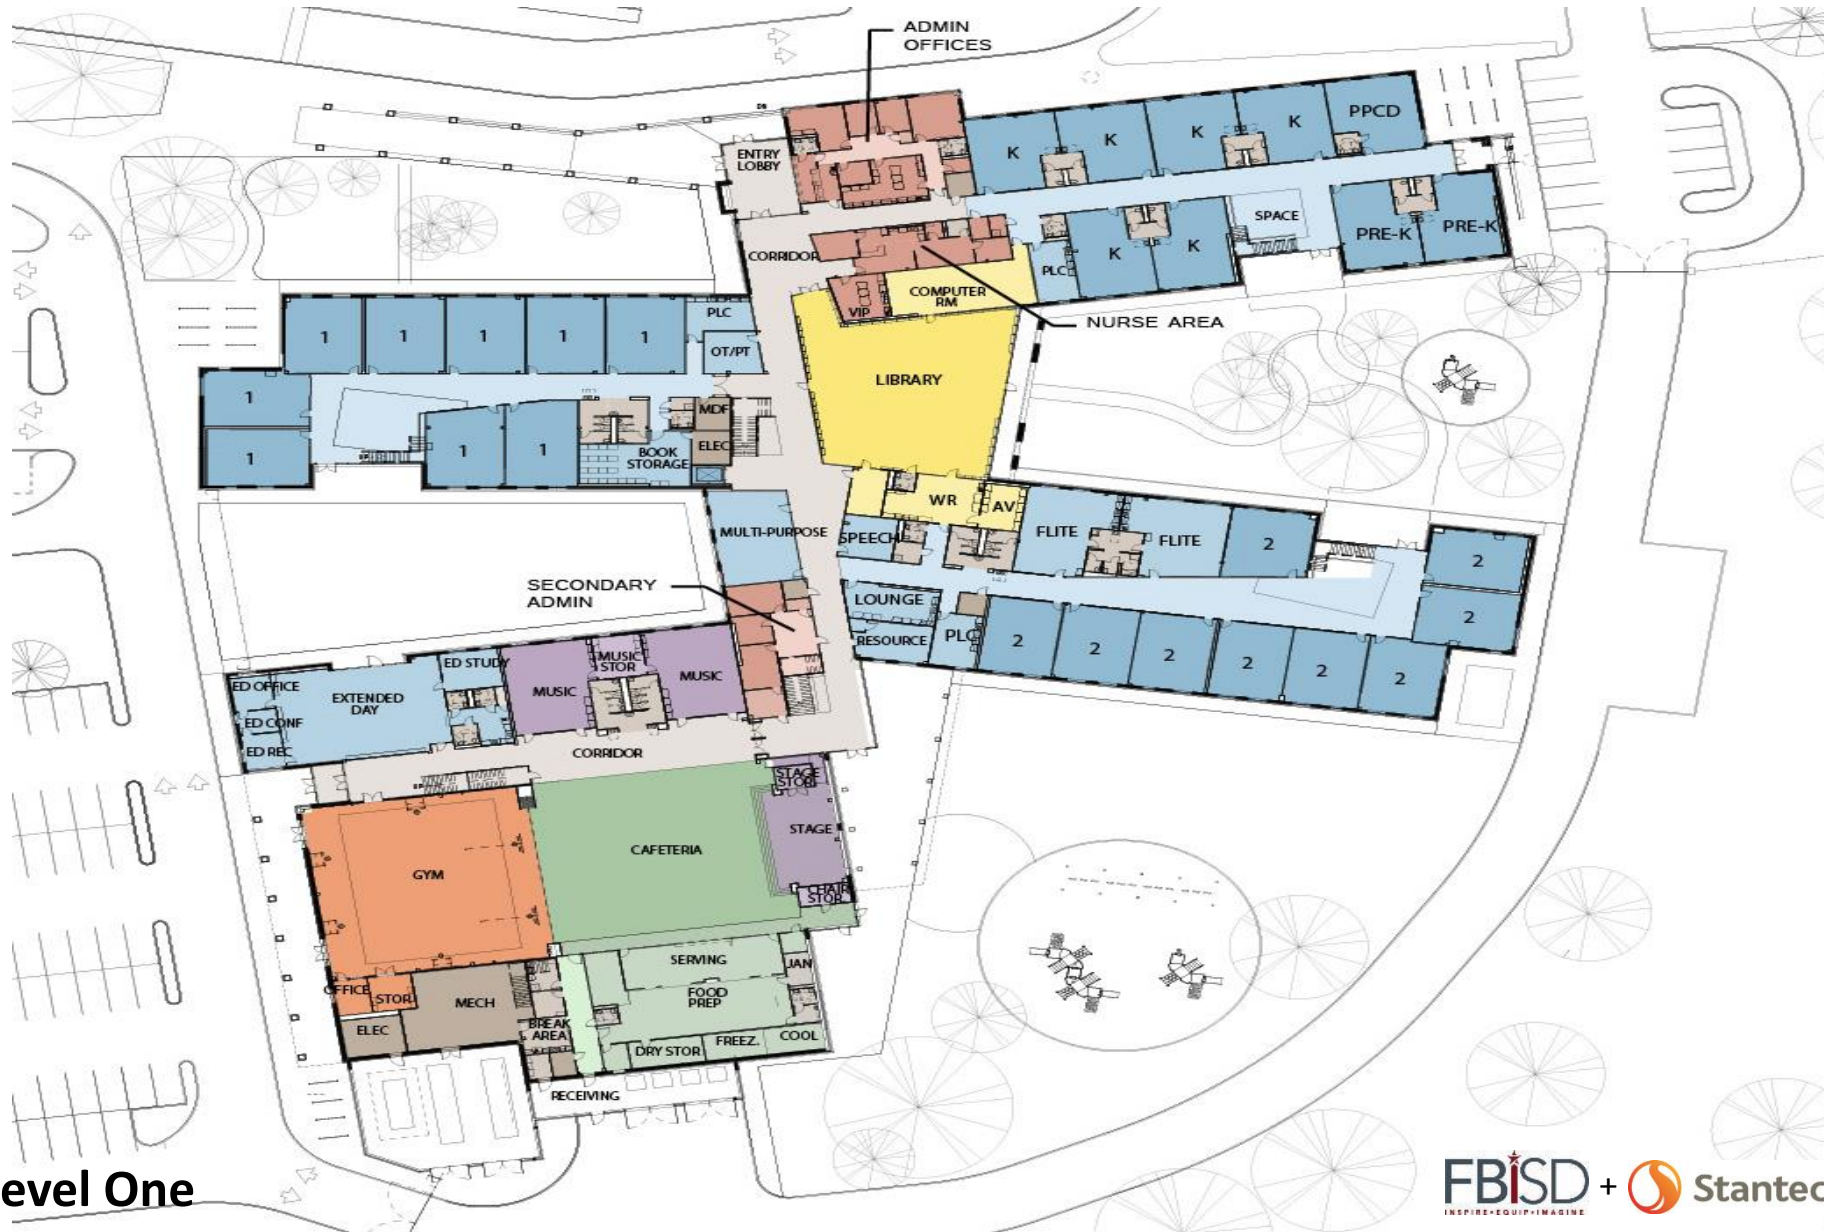 ADMIN
OFFICES
ENTRY
LOBBY
K
K
K
K
PPCD
SPACE
PRE-K
PRE-K
K
K
PLC
CORRIDOR
COMPUTER
RM
VIP
NURSE AREA
1
1
1
1
1
PLC
OT/PT
LIBRARY
1
1
1
1
MDF
ELEC
BOOK
STORAGE
WR
AV
MULTI-PURPOSE
SPEECH
FLITE
FLITE
2
2
2
SECONDARY
ADMIN
LOUNGE
RESOURCE
PLC
2
2
2
2
2
2
ED STUDY
MUSIC
STOR
MUSIC
MUSIC
ED OFFICE
EXTENDED
DAY
ED CONF
ED REC
CORRIDOR
STAGE
STOR
STAGE
CAFETERIA
GYM
CHAIR
STOR.
SERVING
JAN
OFFICE
STOR
MECH
FOOD
PREP
ELEC
BREAK
AREA
DRY STOR
FREEZ.
COOL
RECEIVING
evel One
FBISD + Stantec
INSPIRE•EQUIP•IMAGINE